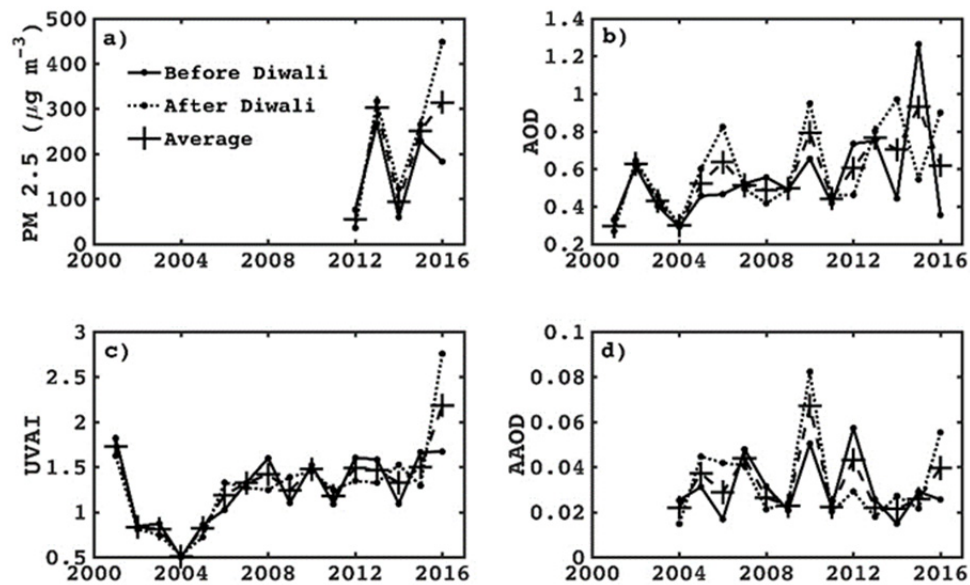 500
400
300
200
100
0
PM 2.5 (μg m⁻³)
a)
Before Diwali
After Diwali
Average
2000 2004 2008 2012 2016
1.4
1.2
1
0.8
0.6
0.4
0.2
AOD
b)
2000 2004 2008 2012 2016
3
2.5
2
1.5
1
0.5
UVAI
c)
2000 2004 2008 2012 2016
0.1
0.08
0.06
0.04
0.02
0
AAOD
d)
2000 2004 2008 2012 2016